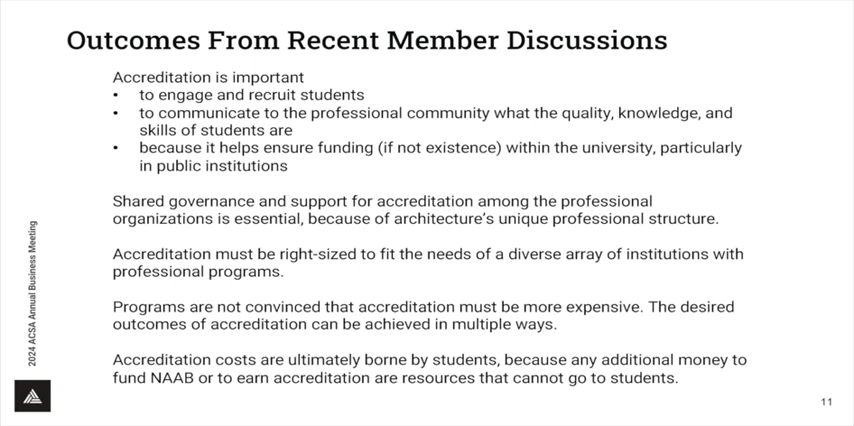 Outcomes From Recent Member Discussions
Accreditation is important
• to engage and recruit students
• to communicate to the professional community what the quality, knowledge, and
skills of students are
• because it helps ensure funding (if not existence) within the university, particularly
in public institutions
Shared governance and support for accreditation among the professional
organizations is essential, because of architecture's unique professional structure.
Accreditation must be right-sized to fit the needs of a diverse array of institutions with
professional programs.
Programs are not convinced that accreditation must be more expensive. The desired
outcomes of accreditation can be achieved in multiple ways.
Accreditation costs are ultimately borne by students, because any additional money to
fund NAAB or to earn accreditation are resources that cannot go to students.
2024 ACSA Annual Business Meeting
11